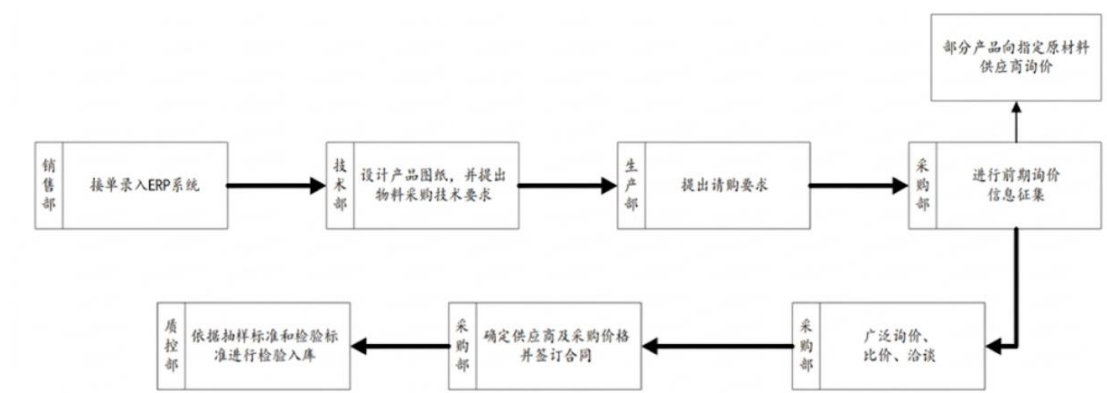 部分产品向指定原材料
供应商询价
销售部
接单录入ERP系统
技术部
设计产品图纸，并提出
物料采购技术要求
生产部
提出请购要求
采购部
进行前期询价
信息征集
质控部
依据抽样标准和检验标
准进行检验入库
采购部
确定供应商及采购价格
并签订合同
采购部
广泛询价、
比价、洽谈